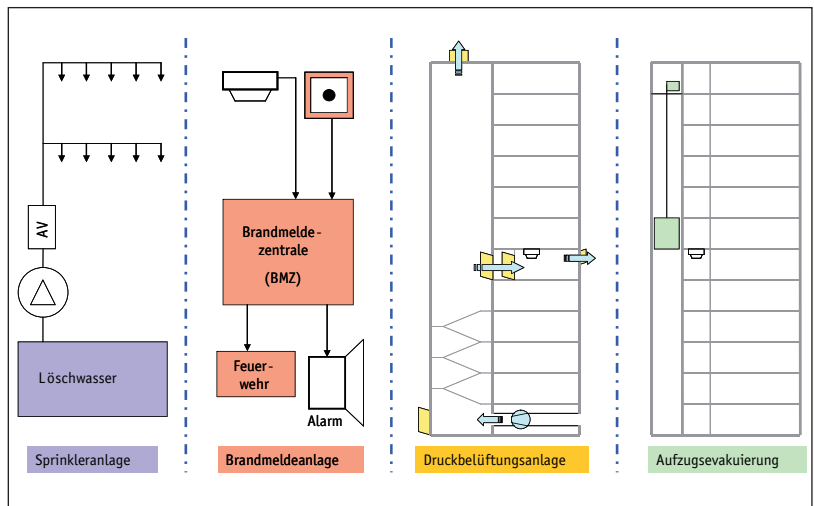 AV
Löschwasser
Sprinkleranlage
Brandmelde-
zentrale
(BMZ)
Feuer-
wehr
Alarm
Brandmeldeanlage
Druckbelüftungsanlage
Aufzugsevakuierung